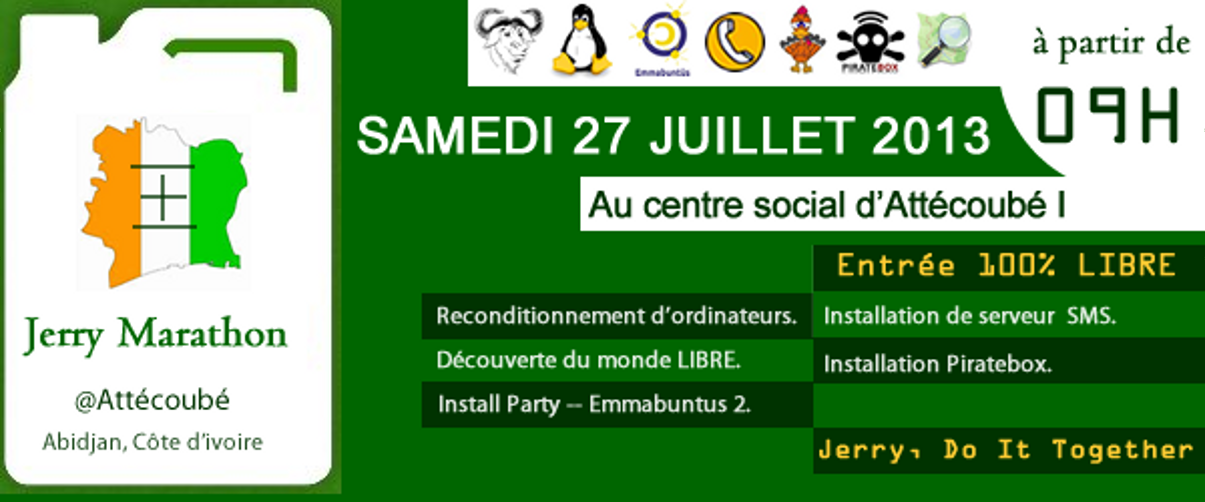 Jerry Marathon
@Attécoubé
Abidjan, Côte d'ivoire
Emmabuntüs
PIRATEBOX
à partir de
09H
SAMEDI 27 JUILLET 2013
Au centre social d'Attécoubé I
Entrée 100% LIBRE
Reconditionnement d'ordinateurs.
Découverte du monde LIBRE.
Install Party -- Emmabuntus 2.
Installation de serveur SMS.
Installation Piratebox.
Jerry, Do It Together